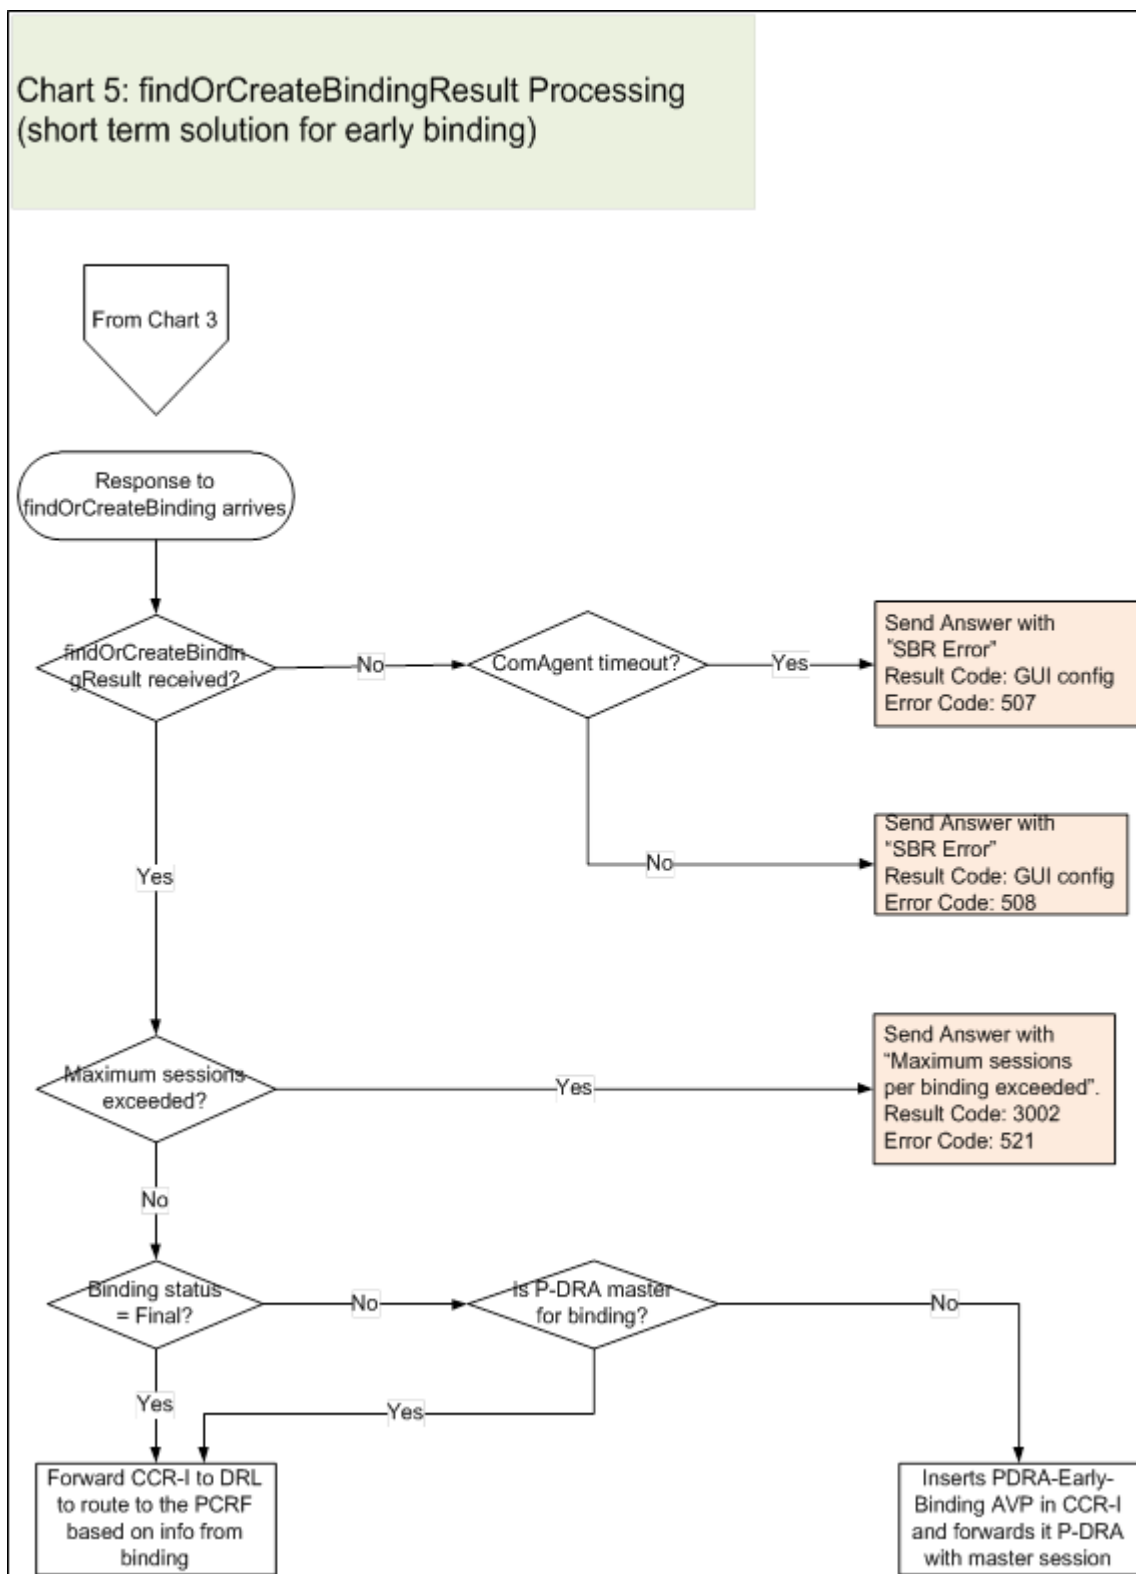 Chart 5: findOrCreateBindingResult Processing
(short term solution for early binding)
From Chart 3
Response to
findOrCreateBinding arrives
findOrCreateBindin
gResult received?
No
ComAgent timeout?
Yes
Send Answer with
"SBR Error”
Result Code: GUI config
Error Code: 507
No
Send Answer with
“SBR Error”
Result Code: GUI config
Error Code: 508
Yes
Maximum sessions
exceeded?
Yes
Send Answer with
“Maximum sessions
per binding exceeded”.
Result Code: 3002
Error Code: 521
No
Binding status
= Final?
No
Is P-DRA master
for binding?
No
Yes
Yes
Forward CCR-I to DRL
to route to the PCRF
based on info from
binding
Inserts PDRA-Early-
Binding AVP in CCR-I
and forwards it P-DRA
with master session